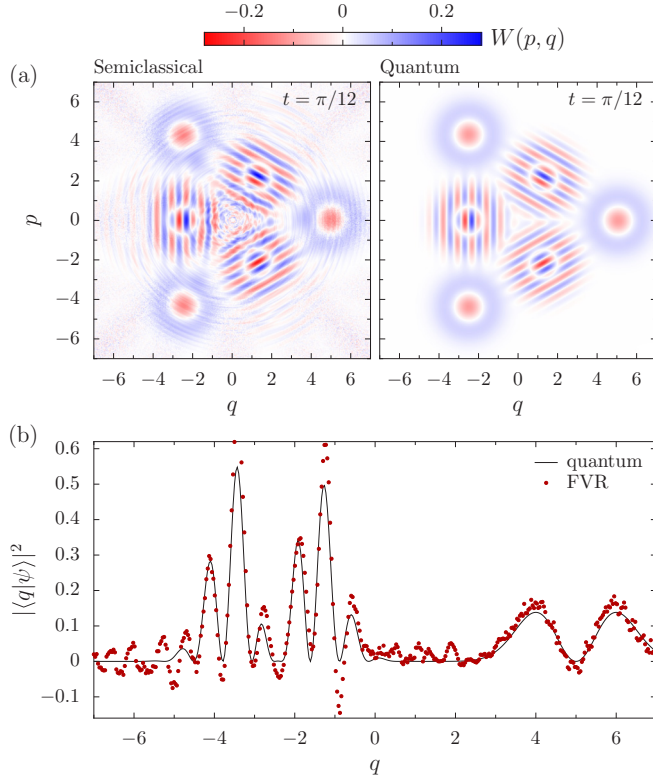 −0.2 0 0.2
W(p, q)
(a) Semiclassical Quantum
t = π/12 t = π/12
6
4
2
p 0
−2
−4
−6
−6 −4 −2 0 2 4 6 −6 −4 −2 0 2 4 6
q q
(b)
0.6
0.5
0.4
0.3
0.2
0.1
0
−0.1
|⟨q|ψ⟩|²
quantum
FVR
−6 −4 −2 0 2 4 6
q